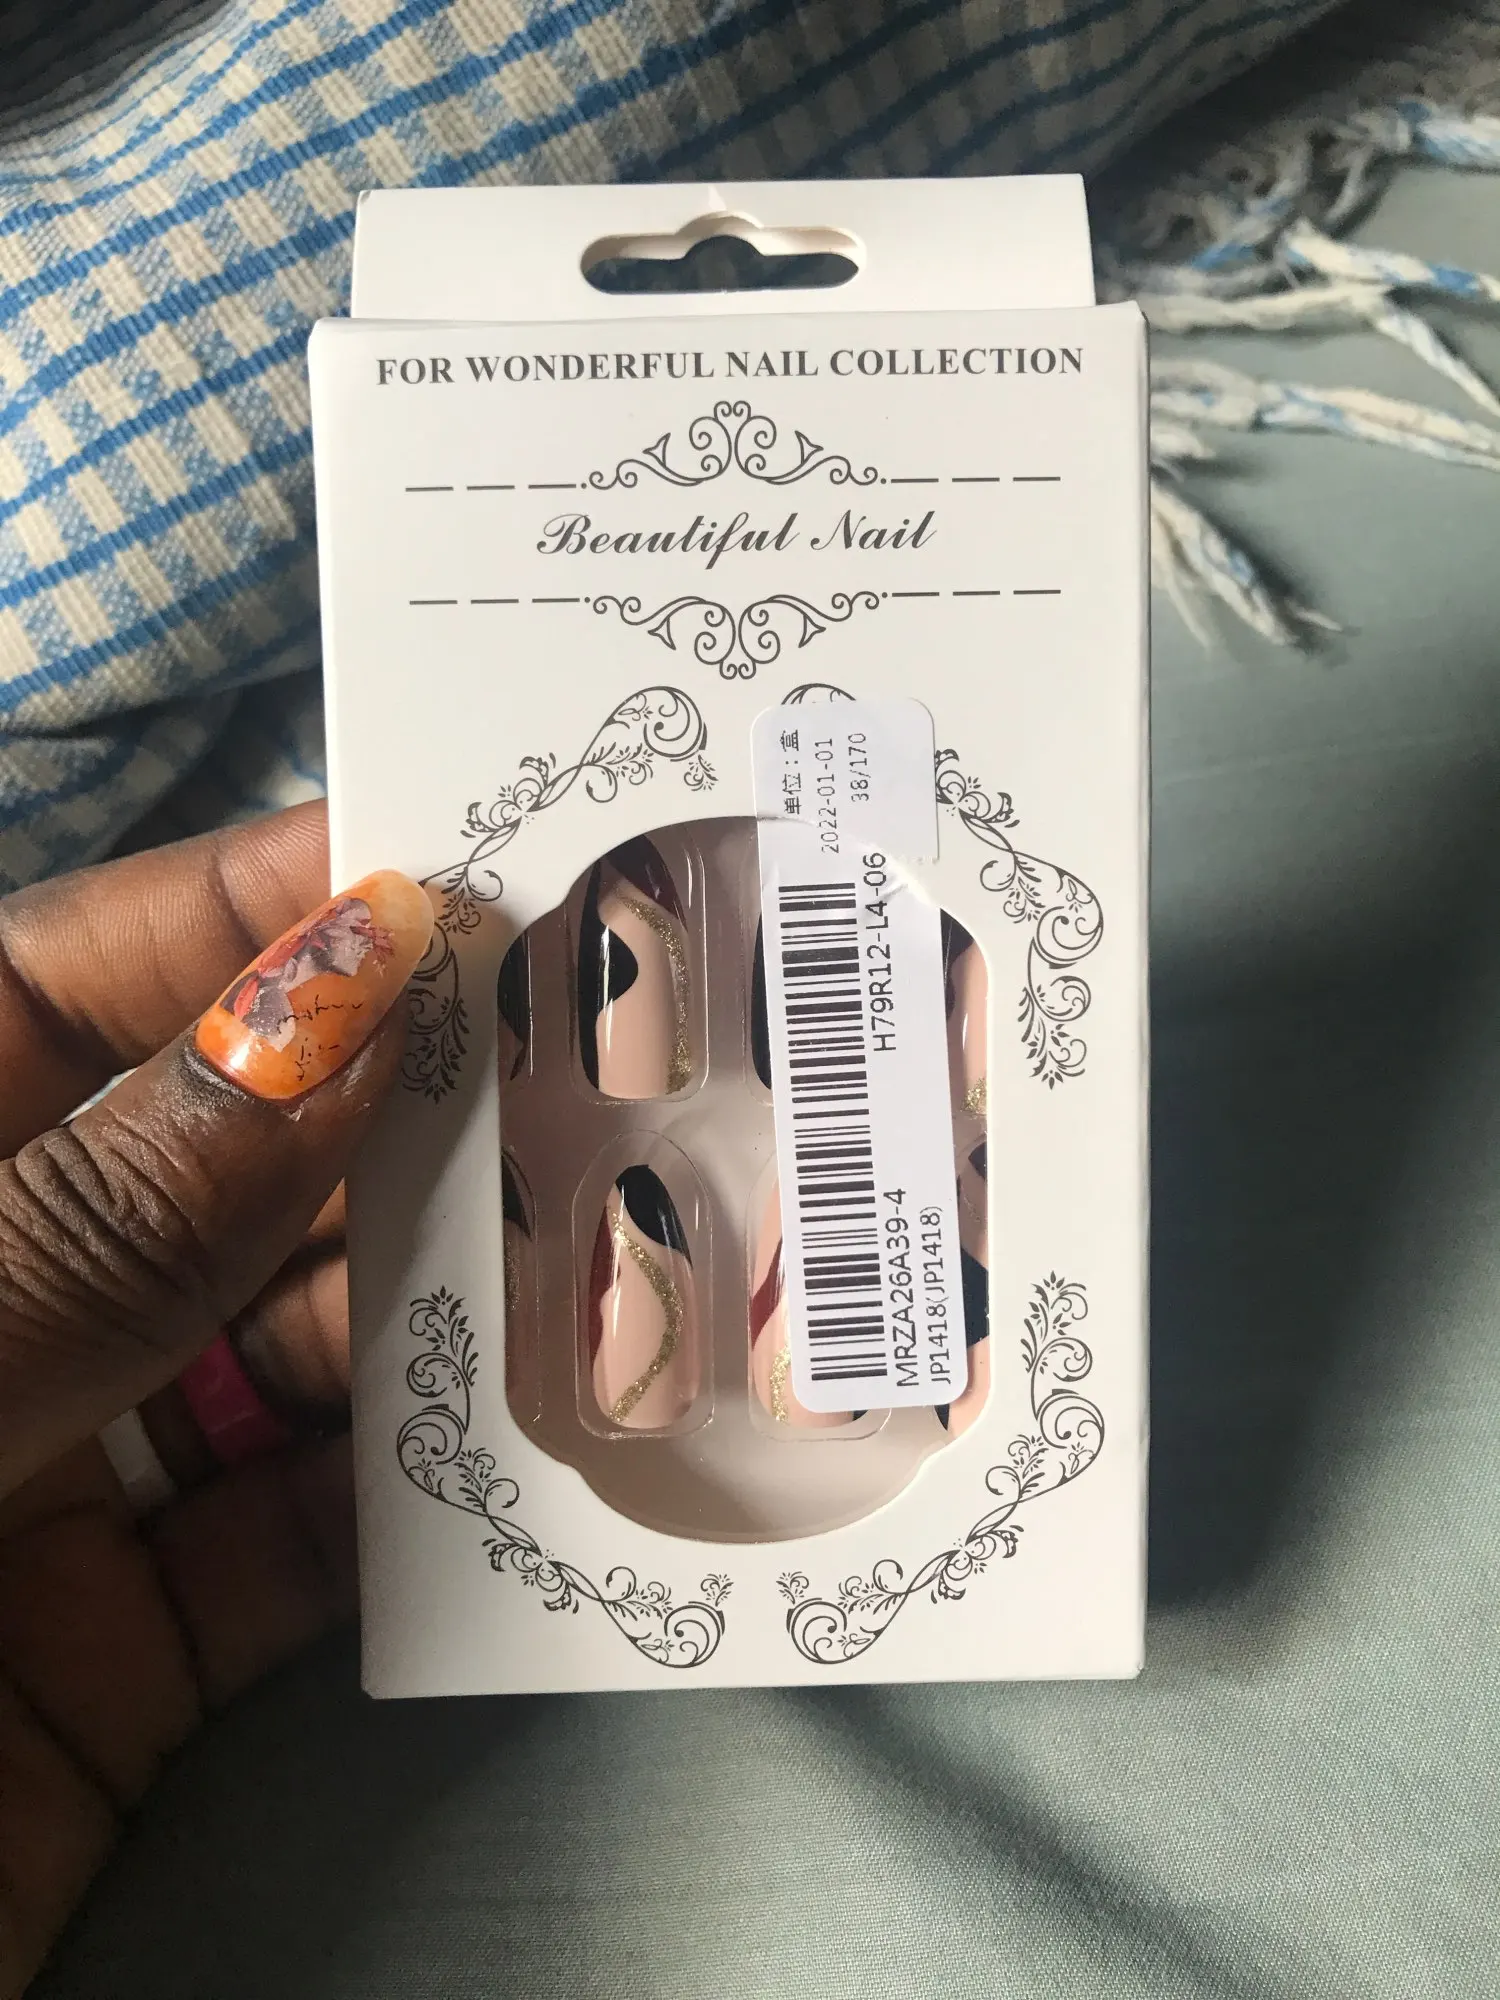 FOR WONDERFUL NAIL COLLECTION
Beautiful Nail
单位：盒
2022-01-01
38/170
H79R12-L4-06
MRZA26A39-4
JP1418(JP1418)